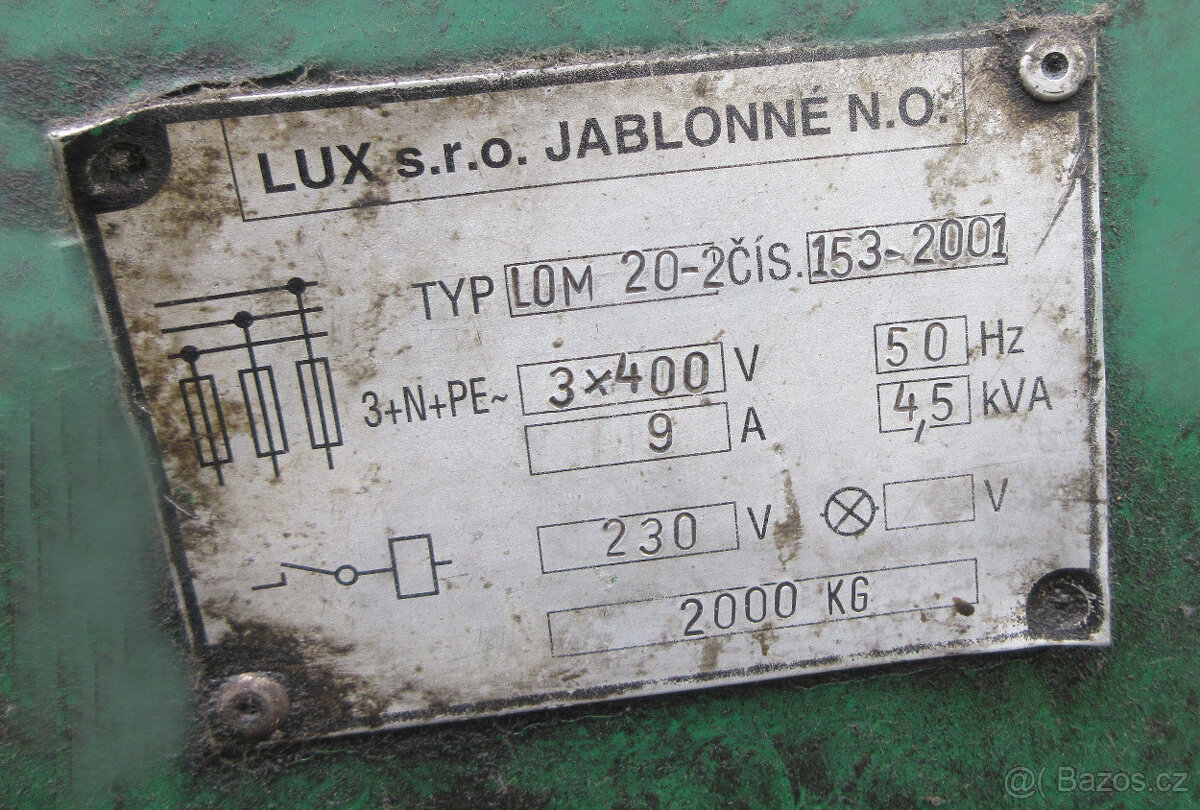 LUX s.r.o. JABLONNÉ N.O.
TYP LOM 20-2 ČÍS. 153-2001
3+N+PE~ 3×400 V 50 Hz
9 A 4,5 kVA
230 V V
2000 KG
@( Bazos.cz